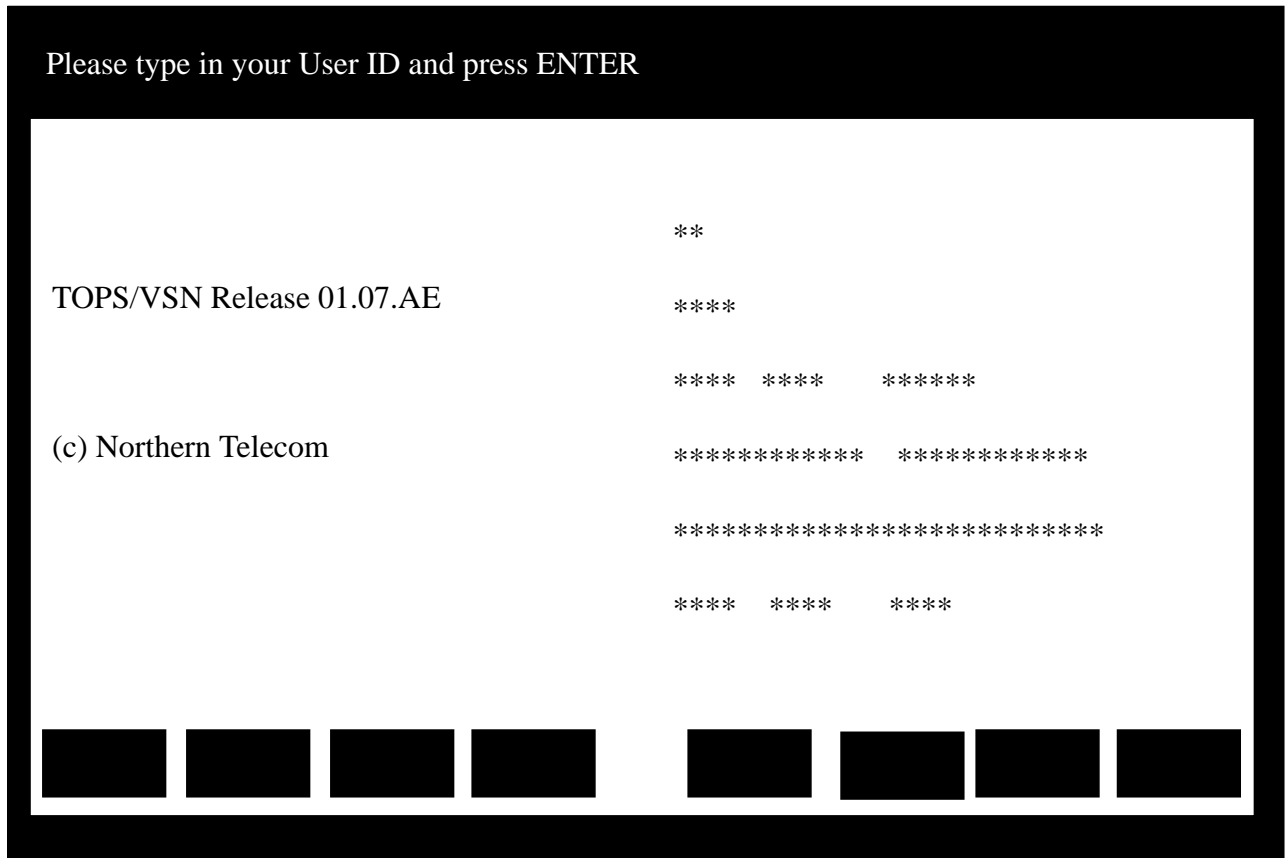 Please type in your User ID and press ENTER
**
TOPS/VSN Release 01.07.AE
****
**** **** ******
(c) Northern Telecom
************ ************
***************************
**** **** ****